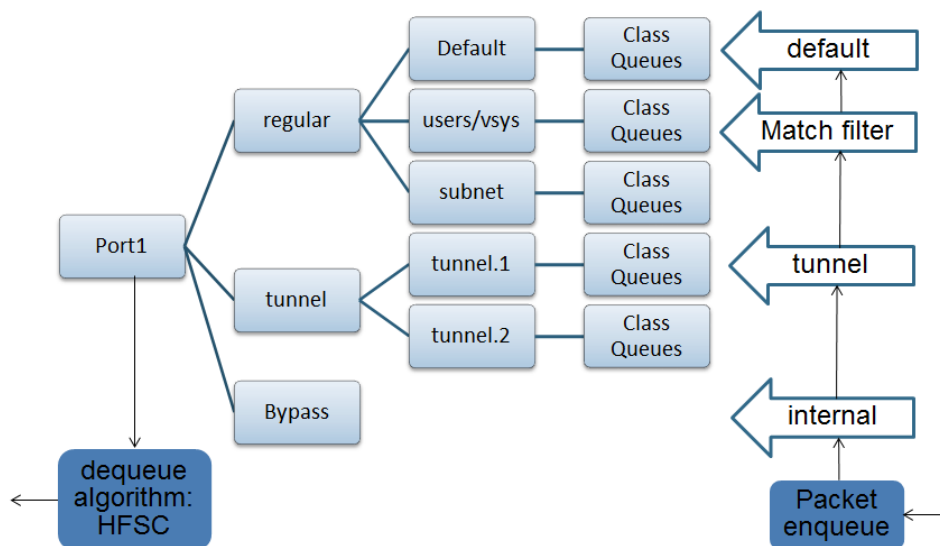 Default
Class
Queues
default
regular
users/vsys
Class
Queues
Match filter
subnet
Class
Queues
Port1
tunnel
tunnel.1
Class
Queues
tunnel
tunnel.2
Class
Queues
Bypass
internal
dequeue
algorithm:
HFSC
Packet
enqueue